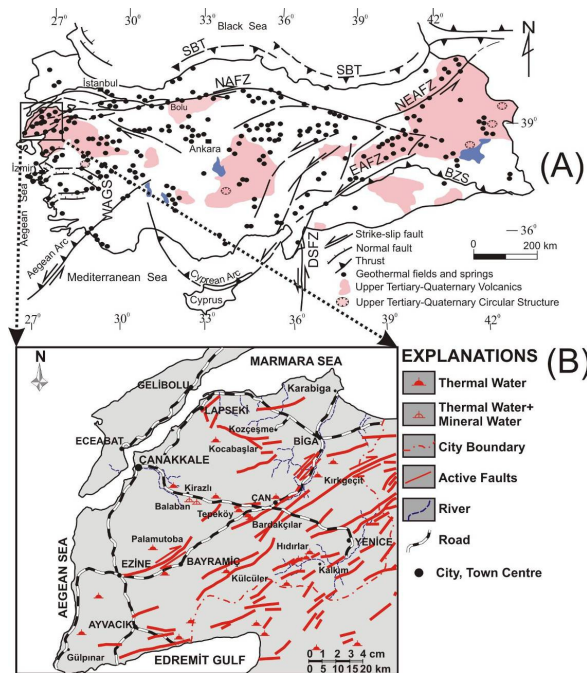 27° 30° 33° Black Sea 36° 39° 42°
N
SBT
SBT
İstanbul
NAFZ
NEAFZ
Bolu
Ankara
39°
EAFZ
(A)
İzmir
BZS
Aegean Sea
WAGS
DSFZ
36°
Strike-slip fault
Normal fault
0 200 km
Thrust
Aegean Arc
Cyprean Arc
Mediterranean Sea
Geothermal fields and springs
Upper Tertiary-Quaternary Volcanics
Cyprus
Upper Tertiary-Quaternary Circular Structure
27° 30° 33° 36° 39° 42°
N
MARMARA SEA
(B)
EXPLANATIONS
GELİBOLU
Karabiga
Thermal Water
LAPSEKİ
Thermal Water+
Mineral Water
Kozçeşme
ECEABAT
BİGA
Kocabaşlar
City Boundary
ÇANAKKALE
Kırkgeçit
Active Faults
Kirazlı
ÇAN
Balaban
Tepeköy
River
Bardakçılar
Palamutoba
YENİCE
Road
Hıdırlar
EZİNE
BAYRAMİÇ
Kalkım
City, Town Centre
Külcüler
AEGEAN SEA
AYVACIK
Gülpınar
EDREMIT GULF
0 1 2 3 4 cm
0 5 10 15 20 km